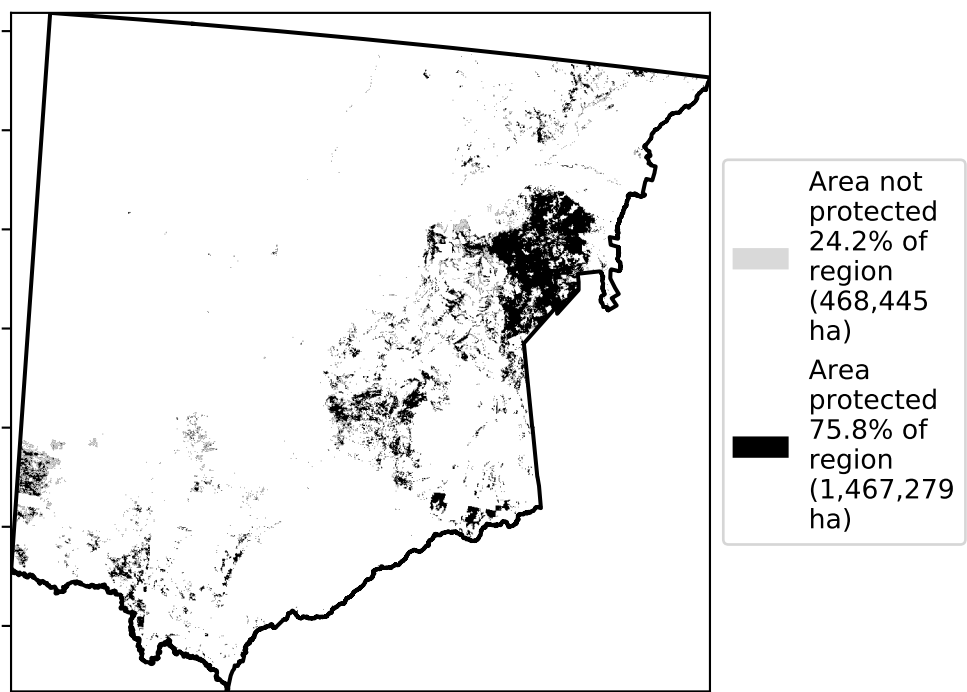 Area not
protected
24.2% of
region
(468,445
ha)
Area
protected
75.8% of
region
(1,467,279
ha)